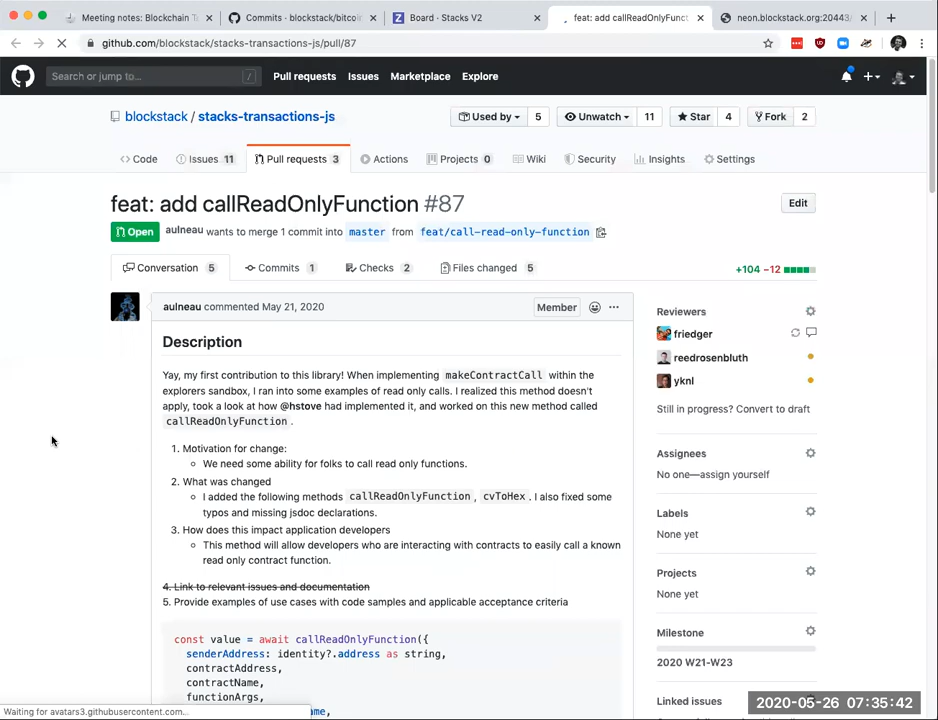 Meeting notes: Blockchain T
Commits · blockstack/bitcoi
Board · Stacks V2
feat: add callReadOnlyFunct
neon.blockstack.org:20443/
github.com/blockstack/stacks-transactions-js/pull/87
Search or jump to... /
Pull requests Issues Marketplace Explore
blockstack / stacks-transactions-js
Used by 5 Unwatch 11 Star 4 Fork 2
Code Issues 11 Pull requests 3 Actions Projects 0 Wiki Security Insights Settings
feat: add callReadOnlyFunction #87 Edit
Open aulneau wants to merge 1 commit into master from feat/call-read-only-function
Conversation 5 Commits 1 Checks 2 Files changed 5 +104 −12
aulneau commented May 21, 2020 Member
Description
Yay, my first contribution to this library! When implementing makeContractCall within the
explorers sandbox, I ran into some examples of read only calls. I realized this method doesn't
apply, took a look at how @hstove had implemented it, and worked on this new method called
callReadOnlyFunction .
1. Motivation for change:
We need some ability for folks to call read only functions.
2. What was changed
I added the following methods callReadOnlyFunction , cvToHex . I also fixed some
typos and missing jsdoc declarations.
3. How does this impact application developers
This method will allow developers who are interacting with contracts to easily call a known
read only contract function.
4. Link to relevant issues and documentation
5. Provide examples of use cases with code samples and applicable acceptance criteria
const value = await callReadOnlyFunction({
senderAddress: identity?.address as string,
contractAddress,
contractName,
functionArgs,
me,
Reviewers
friedger
reedrosenbluth
yknl
Still in progress? Convert to draft
Assignees
No one—assign yourself
Labels
None yet
Projects
None yet
Milestone
2020 W21-W23
Linked issues
Waiting for avatars3.githubusercontent.com...
2020-05-26 07:35:42